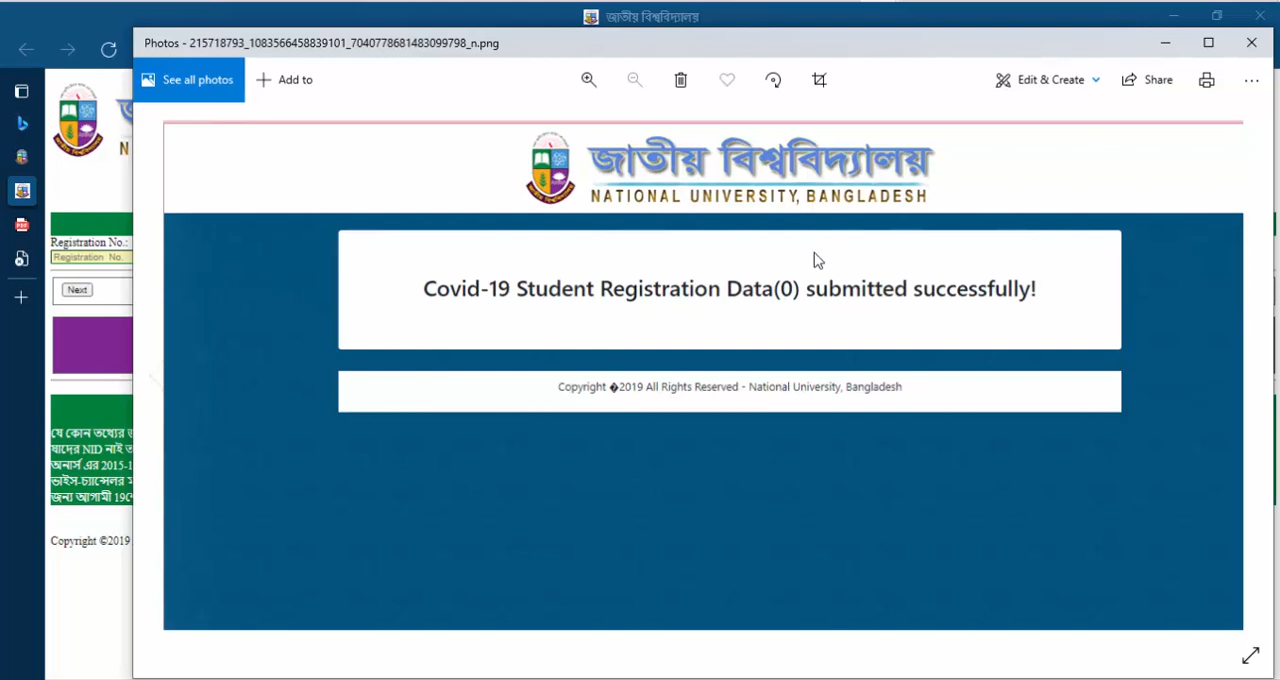 জাতীয় বিশ্ববিদ্যালয়
Photos - 215718793_1083566458839101_7040778681483099798_n.png
See all photos
Add to
Edit & Create
Share
জাতীয় বিশ্ববিদ্যালয়
NATIONAL UNIVERSITY, BANGLADESH
N
Registration No.:
Registration No.
Next
Covid-19 Student Registration Data(0) submitted successfully!
Copyright �2019 All Rights Reserved - National University, Bangladesh
যে কোন তথ্যের
যাদের NID নাই
অনার্স এর 2015-1
ভাইস-চ্যান্সেলর
জন্য আগামী 19
Copyright ©2019
PDF